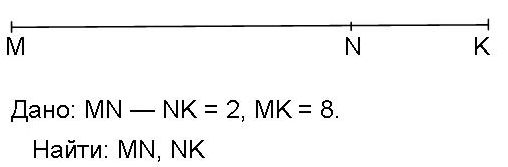 M N K
Дано: MN — NK = 2, MK = 8.
Найти: MN, NK